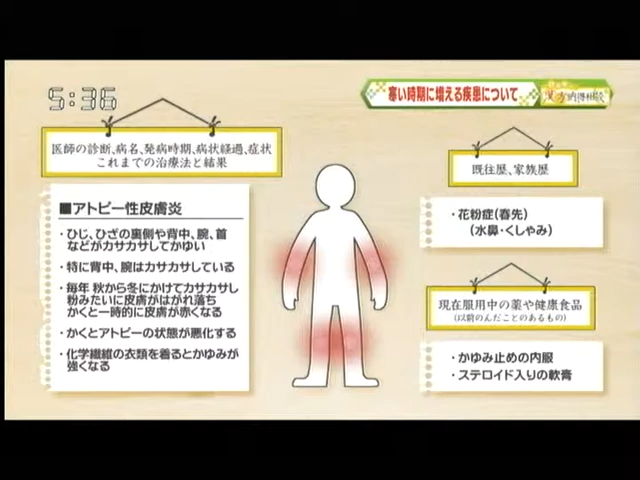 5:36
寒い時期に増える疾患について
漢方納得相談
医師の診断、病名、発病時期、病状経過、症状
これまでの治療法と結果
■アトピー性皮膚炎
・ひじ、ひざの裏側や背中、腕、首
などがカサカサしてかゆい
・特に背中、腕はカサカサしている
・毎年 秋から冬にかけてカサカサし
粉みたいに皮膚がはがれ落ち
かくと一時的に皮膚が赤くなる
・かくとアトピーの状態が悪化する
・化学繊維の衣類を着るとかゆみが
強くなる
既往歴、家族歴
・花粉症(春先)
(水鼻・くしゃみ)
現在服用中の薬や健康食品
(以前のんだことのあるもの)
・かゆみ止めの内服
・ステロイド入りの軟膏